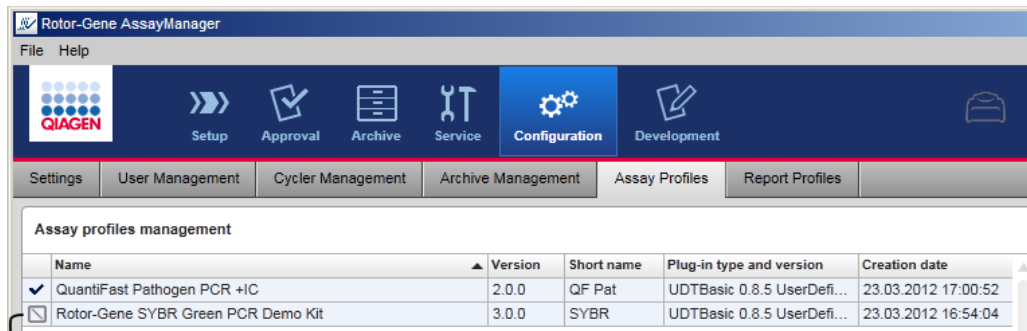 Rotor-Gene AssayManager
File Help
QIAGEN
Setup Approval Archive Service Configuration Development
Settings User Management Cycler Management Archive Management Assay Profiles Report Profiles
Assay profiles management
Name Version Short name Plug-in type and version Creation date
QuantiFast Pathogen PCR +IC 2.0.0 QF Pat UDTBasic 0.8.5 UserDefi... 23.03.2012 17:00:52
Rotor-Gene SYBR Green PCR Demo Kit 3.0.0 SYBR UDTBasic 0.8.5 UserDefi... 23.03.2012 16:54:04